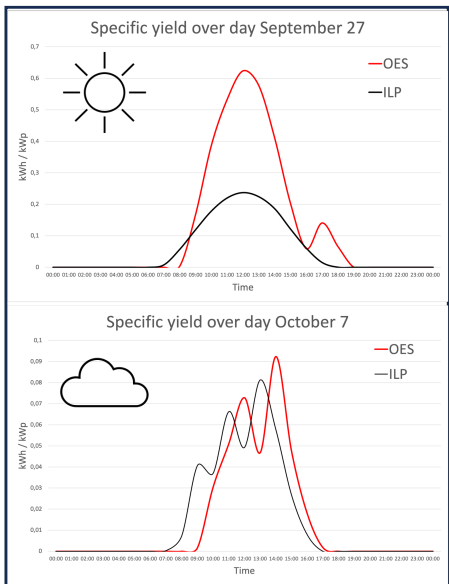 Specific yield over day September 27
0,7
OES
ILP
0,6
0,5
0,4
0,3
0,2
0,1
0
kWh / kWp
00:00 01:00 02:00 03:00 04:00 05:00 06:00 07:00 08:00 09:00 10:00 11:00 12:00 13:00 14:00 15:00 16:00 17:00 18:00 19:00 20:00 21:00 22:00 23:00 00:00
Time
Specific yield over day October 7
0,1
OES
ILP
0,09
0,08
0,07
0,06
0,05
0,04
0,03
0,02
0,01
0
kWh / kWp
00:00 01:00 02:00 03:00 04:00 05:00 06:00 07:00 08:00 09:00 10:00 11:00 12:00 13:00 14:00 15:00 16:00 17:00 18:00 19:00 20:00 21:00 22:00 23:00 00:00
Time